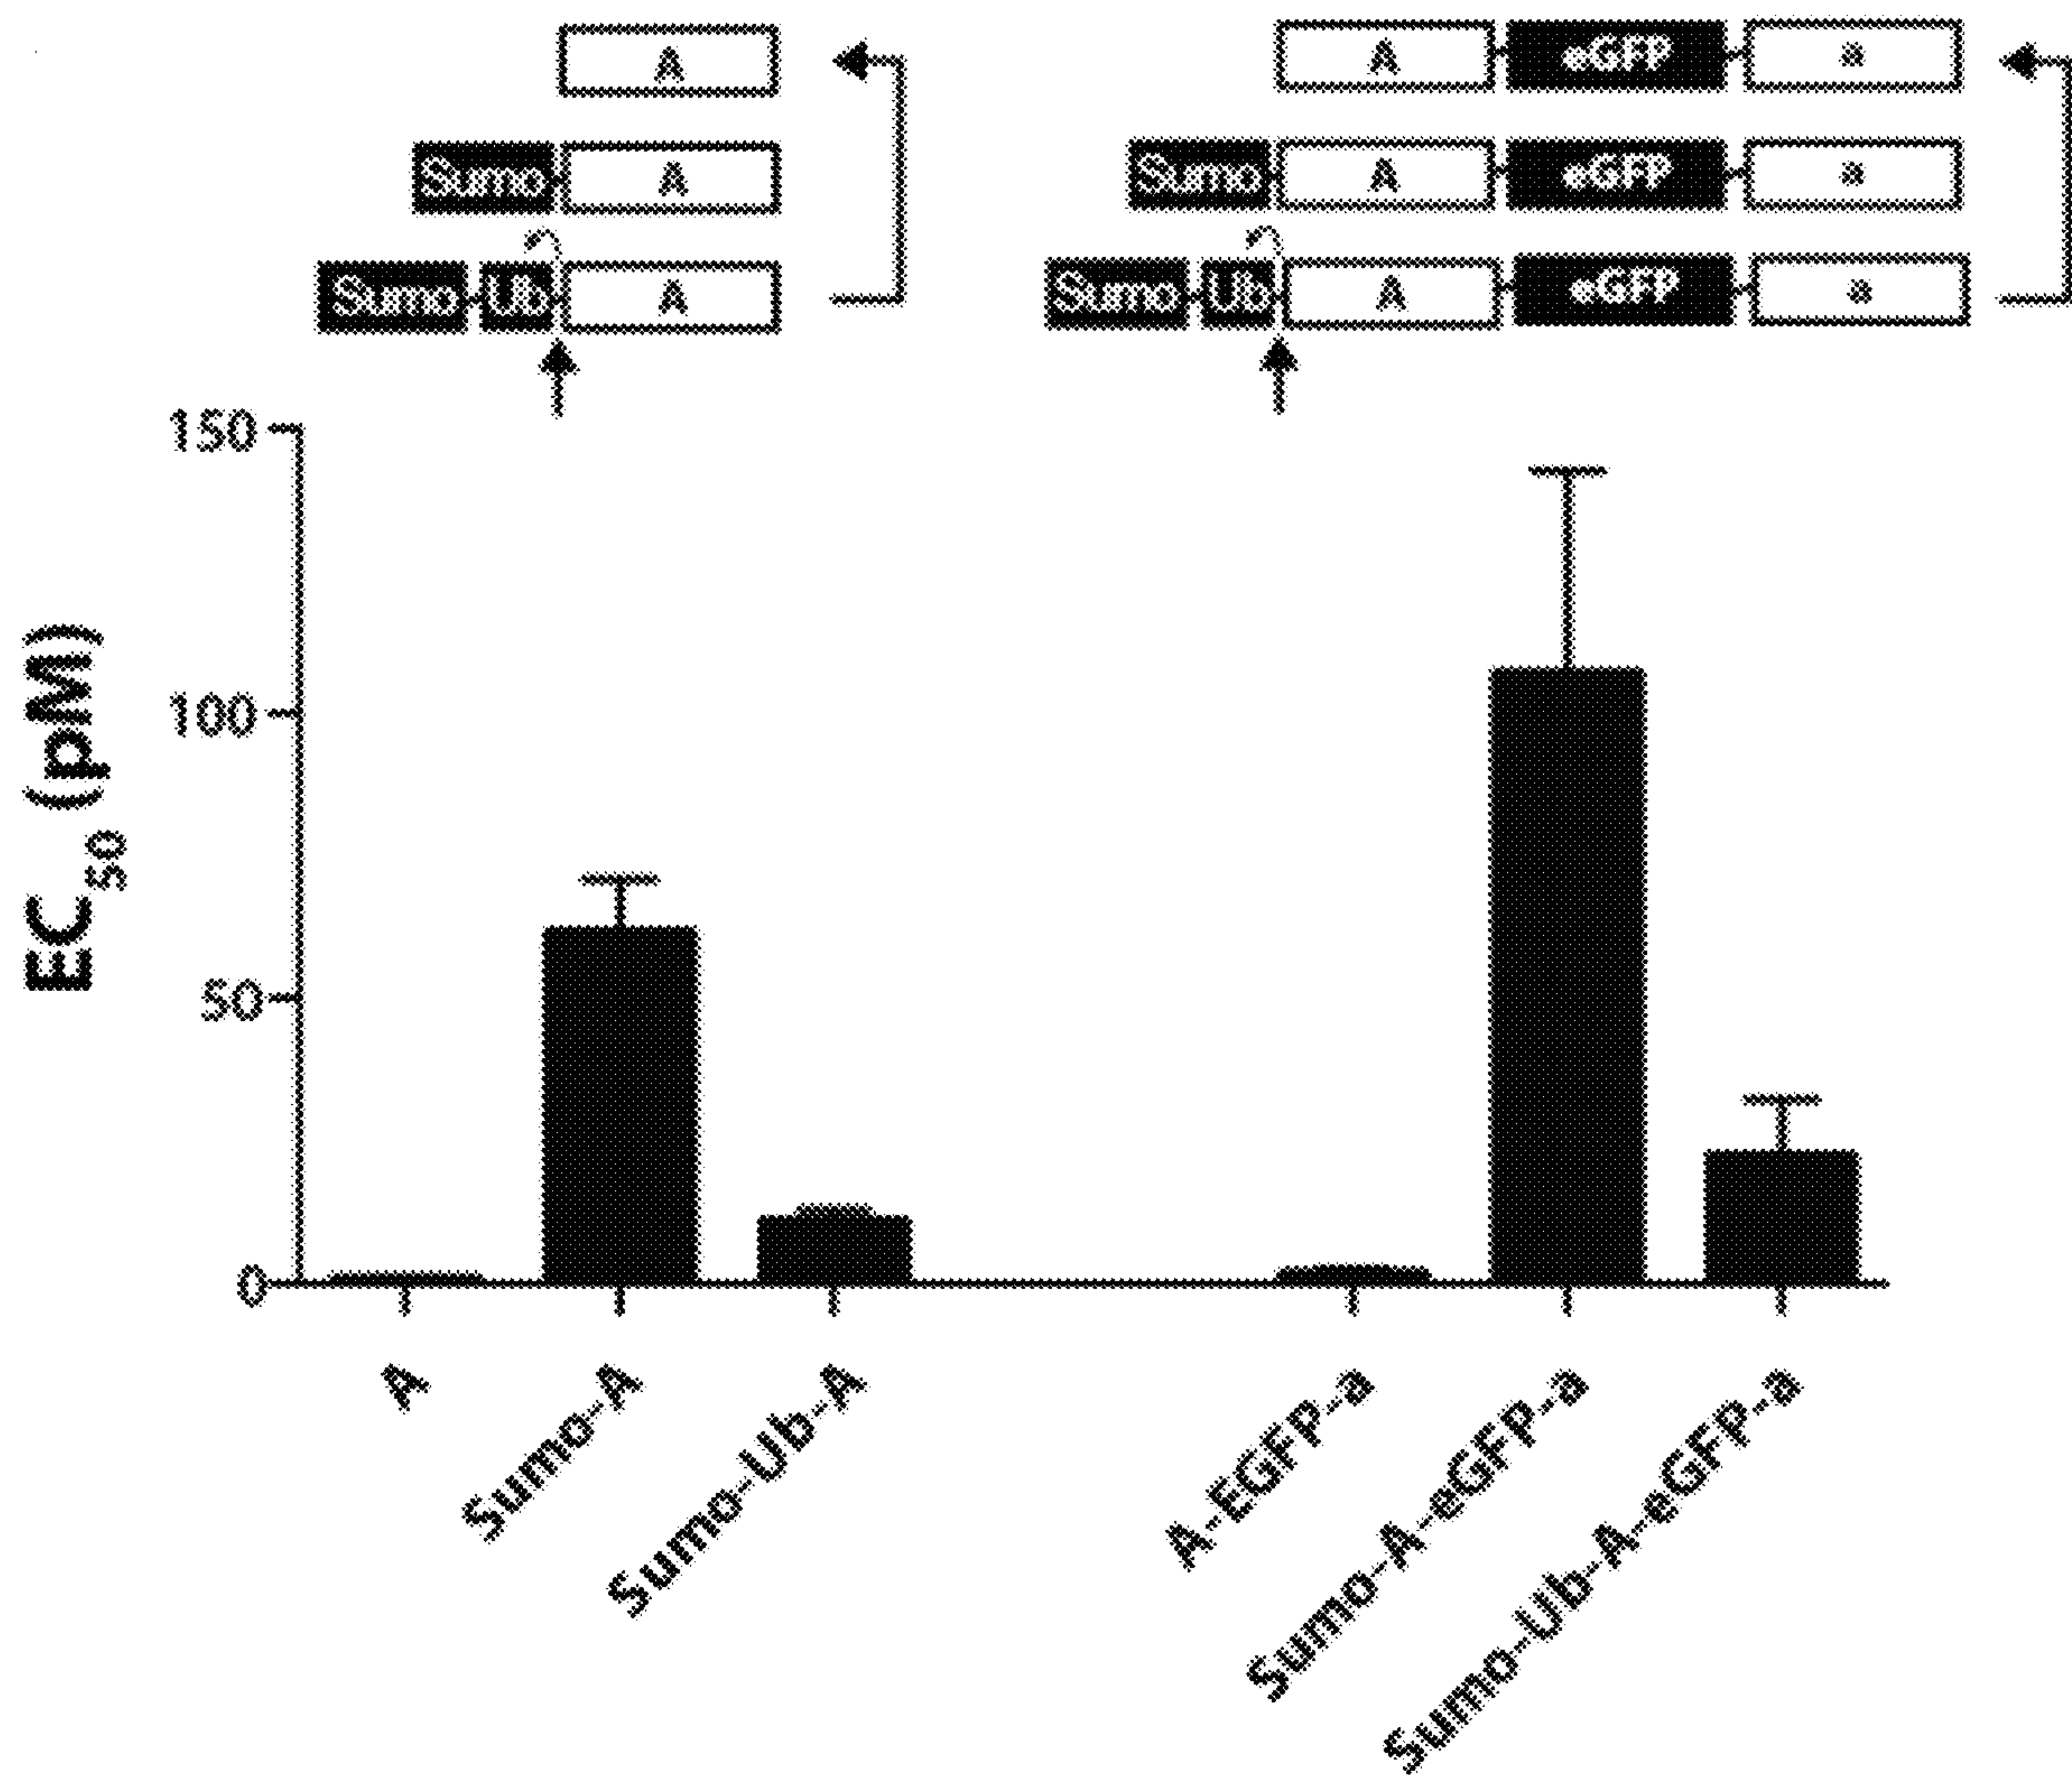 A
A eGFP a
Sumo A
Sumo A eGFP a
Sumo Ub A
Sumo Ub A eGFP a
EC50 (pM)
150
100
50
0
A
Sumo-A
Sumo-Ub-A
A-EGFP-a
Sumo-A-eGFP-a
Sumo-Ub-A-eGFP-a